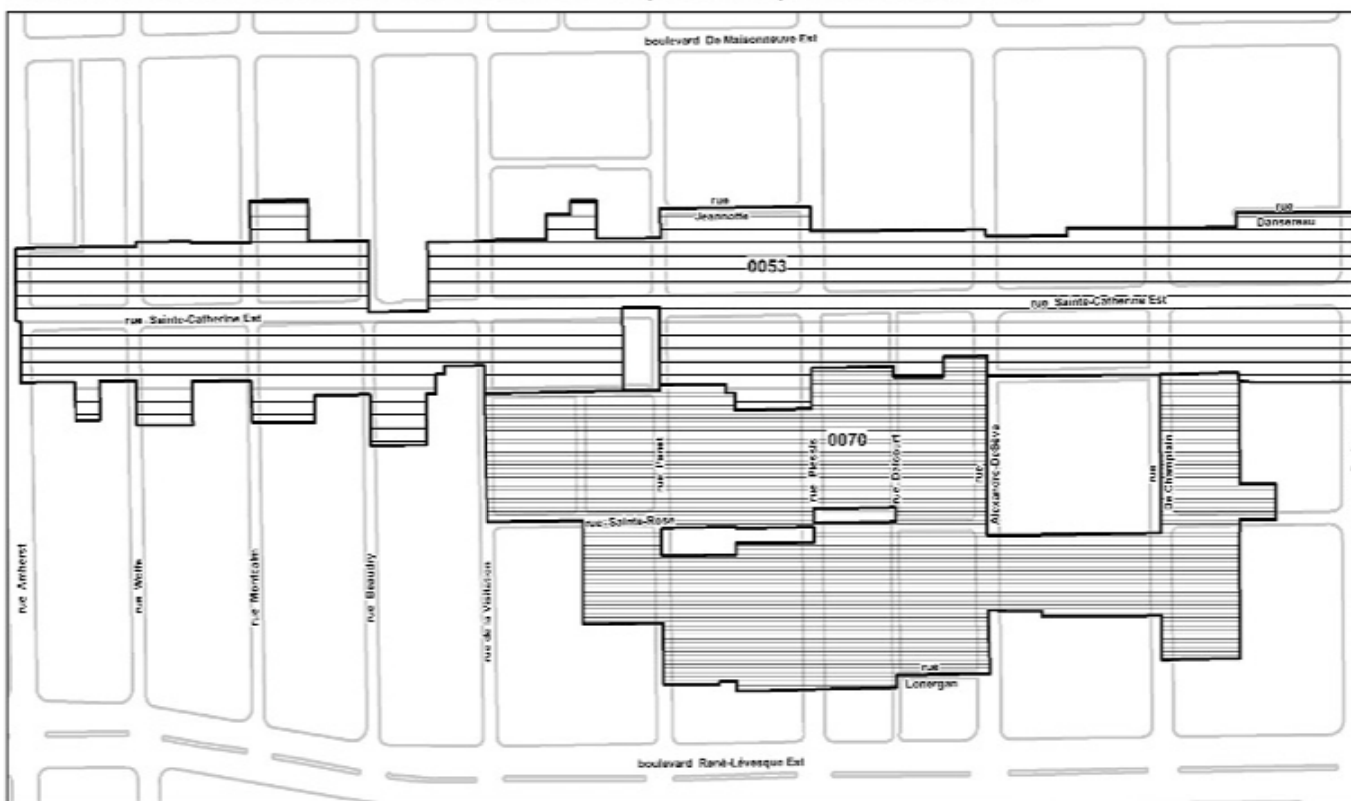 boulevard De Maisonneuve Est
rue
Jeannotte
rue
Dansereau
0053
rue Sainte-Catherine Est
rue Sainte-Catherine Est
0070
rue Panet
rue Plessis
rue Dalcourt
rue
Alexandre-DeSève
rue
De Champlain
rue Sainte-Rose
rue Amherst
rue Wolfe
rue Montcalm
rue Beaudry
rue de la Visitation
rue
Lonergan
boulevard René-Lévesque Est